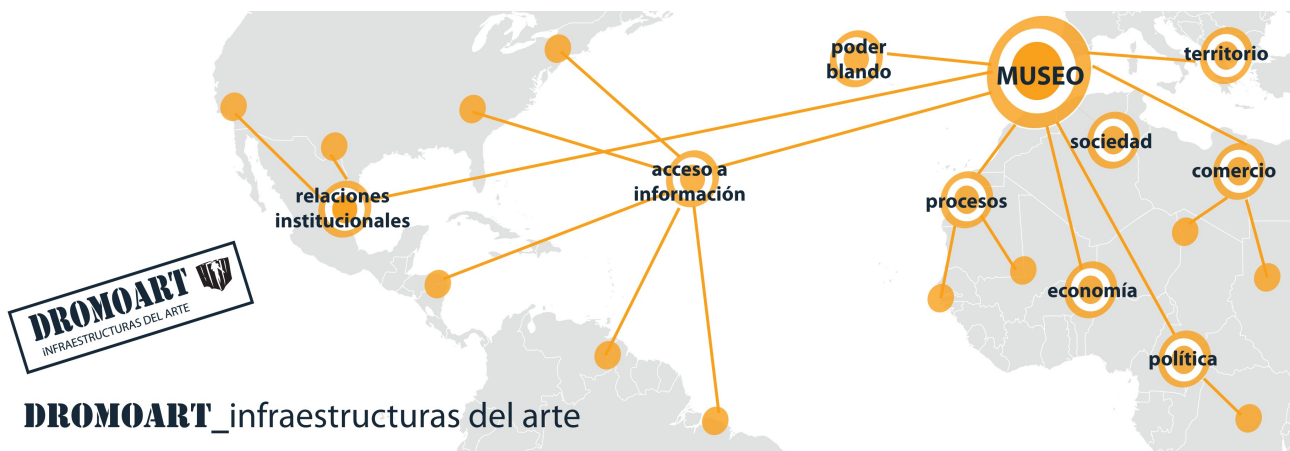 poder
blando
MUSEO
territorio
sociedad
acceso a
información
comercio
relaciones
institucionales
procesos
economía
política
DROMOART
INFRAESTRUCTURAS DEL ARTE
DROMOART_infraestructuras del arte